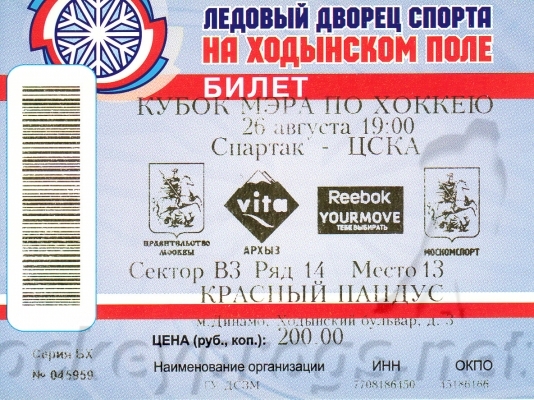 ЛЕДОВЫЙ ДВОРЕЦ СПОРТА
НА ХОДЫНСКОМ ПОЛЕ
БИЛЕТ
КУБОК МЭРА ПО ХОККЕЮ
26 августа 19:00
Спартак - ЦСКА
vita
Reebok
YOURMOVE
ТЕБЕ ВЫБИРАТЬ
ПРАВИТЕЛЬСТВО
МОСКВЫ
АРХЫЗ
МОСКОМСПОРТ
Сектор В3 Ряд 14 Место 13
КРАСНЫЙ ПАНДУС
м.Динамо, Ходынский бульвар, д. 3
ЦЕНА (руб., коп.): 200.00
Серия БХ
№ 045959
Наименование организации ИНН ОКПО
ГУ ДСЗМ 7708186450 45186166